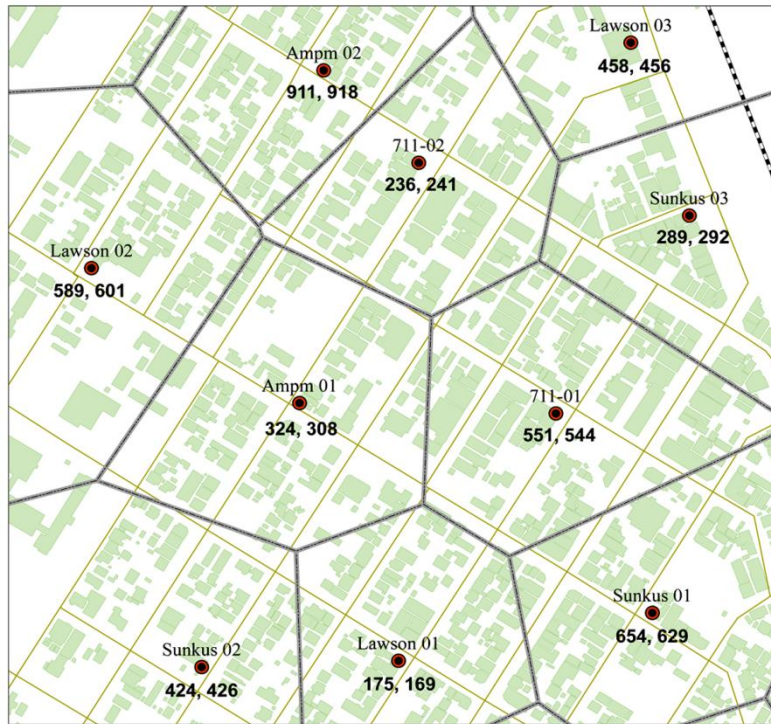 Lawson 03
458, 456
Ampm 02
911, 918
711-02
236, 241
Sunkus 03
289, 292
Lawson 02
589, 601
Ampm 01
324, 308
711-01
551, 544
Sunkus 01
654, 629
Sunkus 02
424, 426
Lawson 01
175, 169